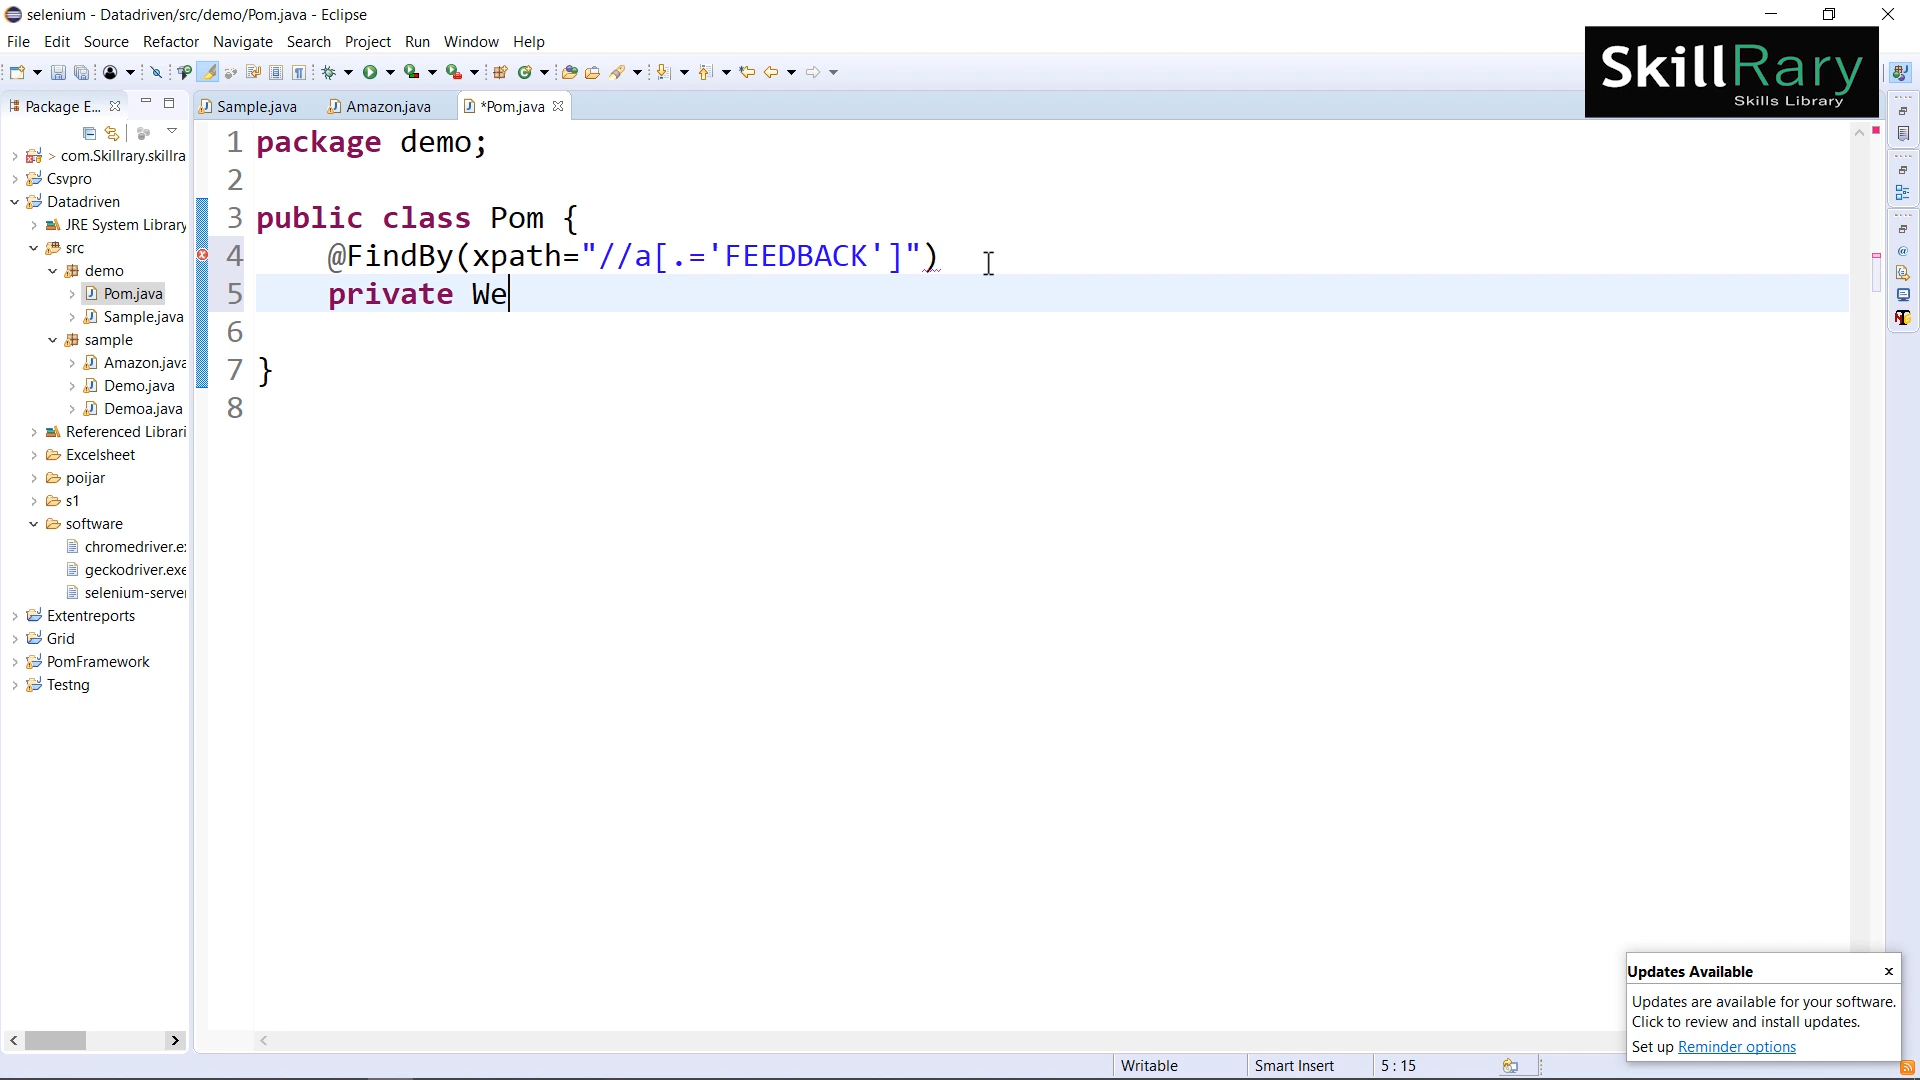 selenium - Datadriven/src/demo/Pom.java - Eclipse
File Edit Source Refactor Navigate Search Project Run Window Help
SkillRary
Skills Library
Package E...
Sample.java
Amazon.java
*Pom.java
> com.Skillrary.skillra
Csvpro
Datadriven
JRE System Library
src
demo
Pom.java
Sample.java
sample
Amazon.java
Demo.java
Demoa.java
Referenced Librari
Excelsheet
poijar
s1
software
chromedriver.ex
geckodriver.exe
selenium-server
Extentreports
Grid
PomFramework
Testng
1 package demo;
2
3 public class Pom {
4 @FindBy(xpath="//a[.='FEEDBACK']")
5 private We
6
7 }
8
Updates Available
Updates are available for your software.
Click to review and install updates.
Set up Reminder options
Writable
Smart Insert
5 : 15